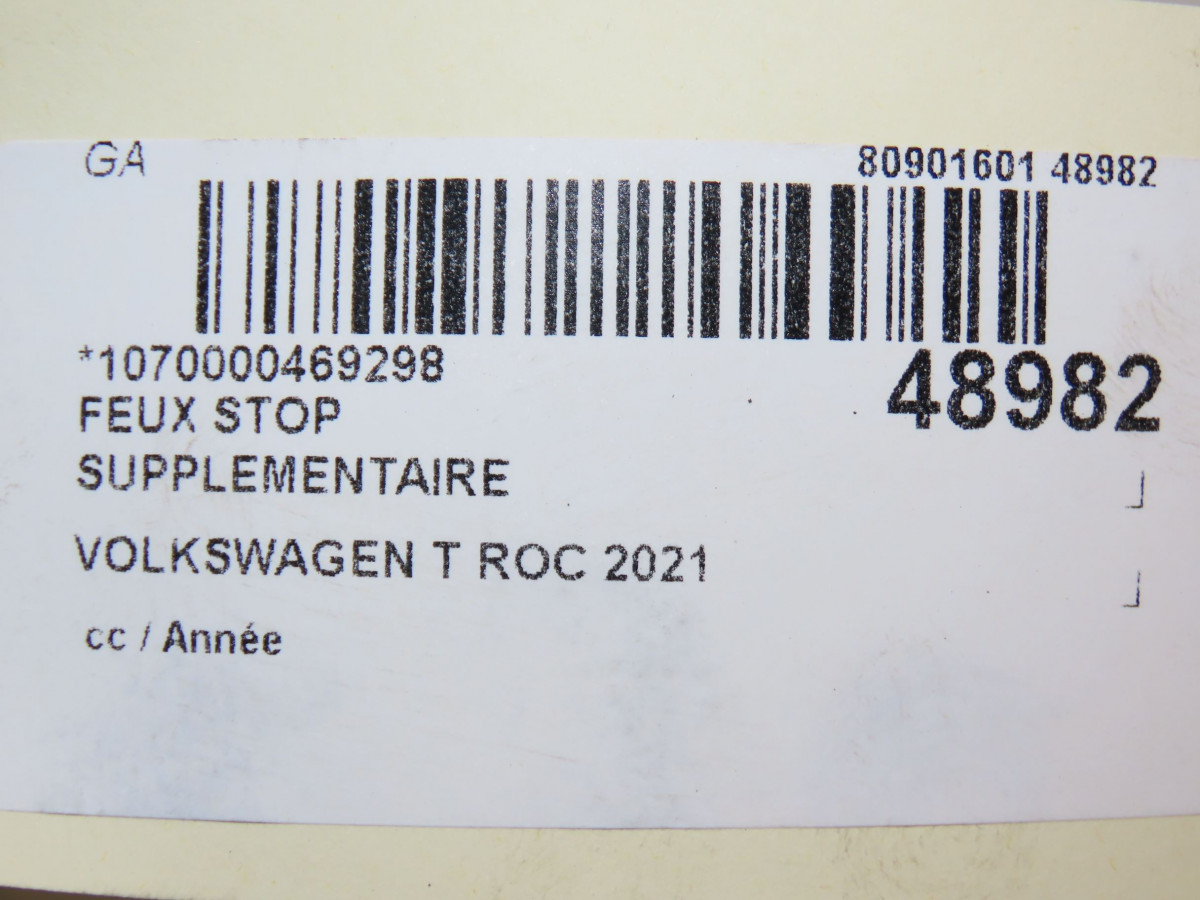 GA 80901601 48982
*1070000469298 48982
FEUX STOP
SUPPLEMENTAIRE
VOLKSWAGEN T ROC 2021
cc / Année